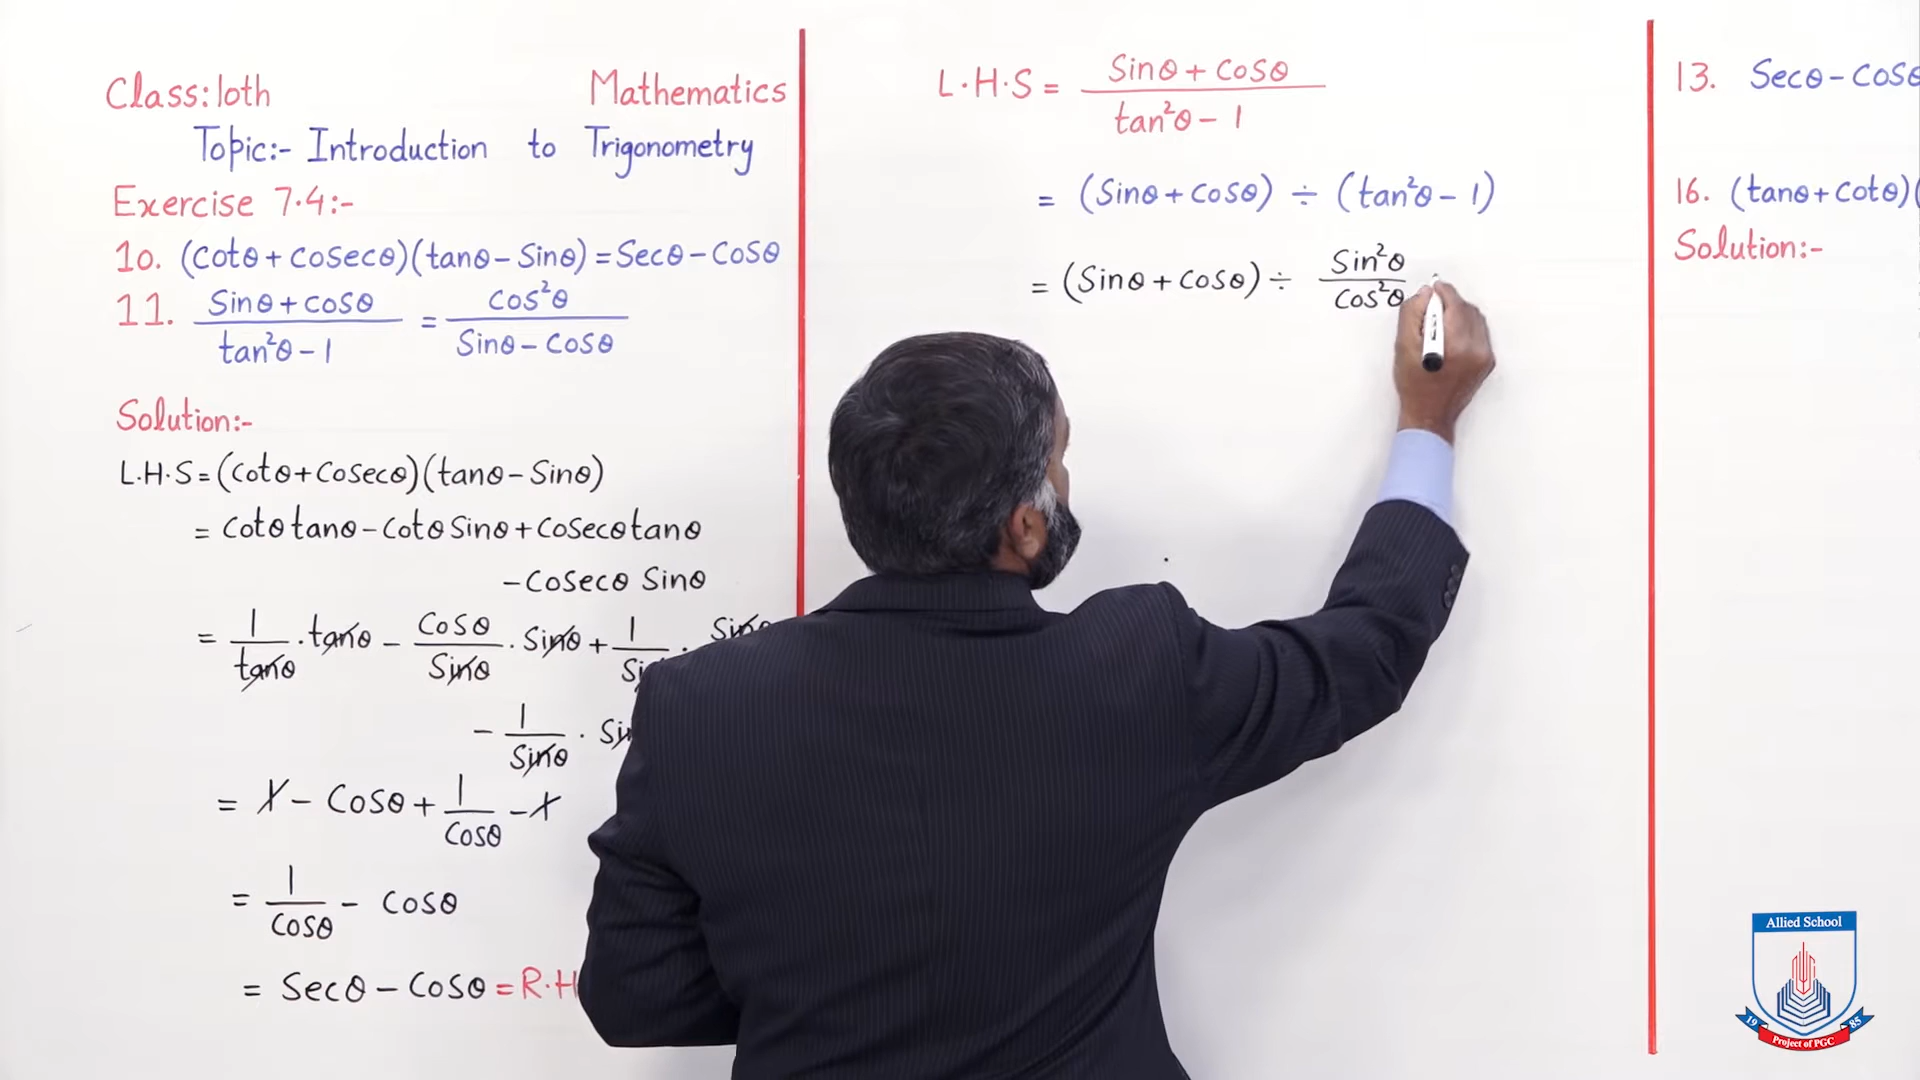 Class: 10th Mathematics
Topic:- Introduction to Trigonometry
Exercise 7.4:-
10. (cotθ + cosecθ)(tanθ - Sinθ) = Secθ - Cosθ
11. (Sinθ + cosθ)/(tan²θ - 1) = (cos²θ)/(Sinθ - Cosθ)
Solution:-
L.H.S = (cotθ + Cosecθ)(tanθ - Sinθ)
= cotθ tanθ - cotθ Sinθ + cosecθ tanθ
- cosecθ Sinθ
= 1/tanθ . tanθ - Cosθ/Sinθ . Sinθ + 1/ .
- 1/Sinθ .
= 1 - Cosθ + 1/Cosθ - 1
= 1/Cosθ - Cosθ
= Secθ - Cosθ = R.H
L.H.S = (Sinθ + Cosθ)/(tan²θ - 1)
= (Sinθ + cosθ) ÷ (tan²θ - 1)
= (Sinθ + cosθ) ÷ Sin²θ/Cos²θ
13. Secθ - Cosθ
16. (tanθ + cotθ)(
Solution:-
Allied School
19 85
Project of PGC